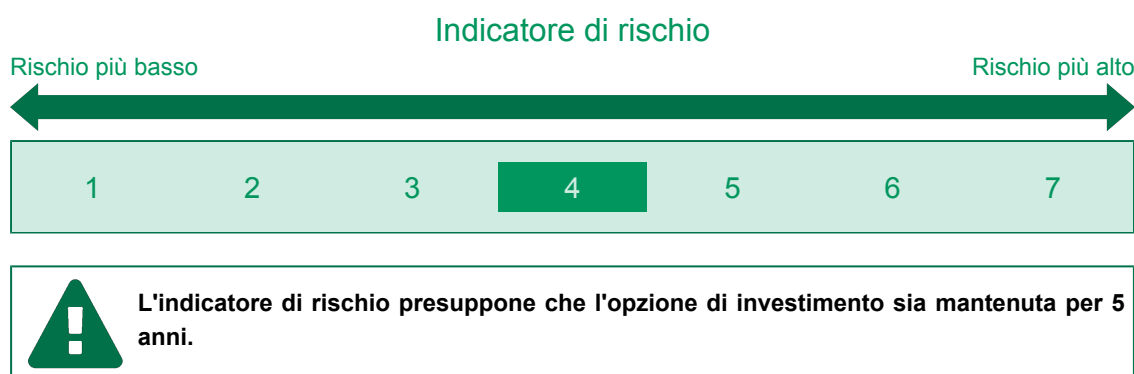 Indicatore di rischio
Rischio più basso Rischio più alto
1 2 3 4 5 6 7
L'indicatore di rischio presuppone che l'opzione di investimento sia mantenuta per 5
anni.